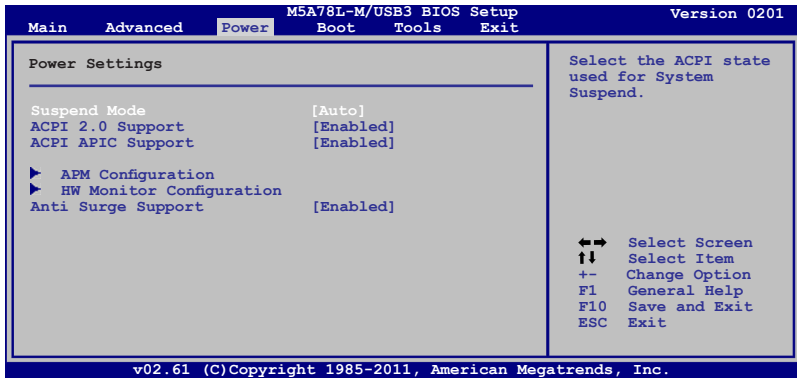 M5A78L-M/USB3 BIOS Setup Version 0201
Main Advanced Power Boot Tools Exit
Power Settings
Suspend Mode [Auto]
ACPI 2.0 Support [Enabled]
ACPI APIC Support [Enabled]
APM Configuration
HW Monitor Configuration
Anti Surge Support [Enabled]
Select the ACPI state
used for System
Suspend.
←→ Select Screen
↑↓ Select Item
+- Change Option
F1 General Help
F10 Save and Exit
ESC Exit
v02.61 (C)Copyright 1985-2011, American Megatrends, Inc.